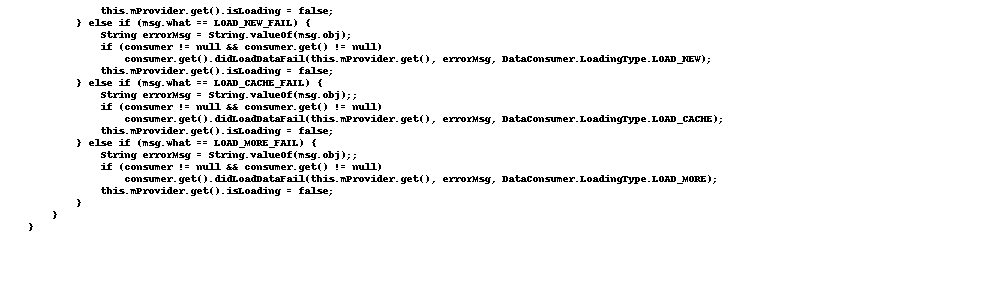 this.mProvider.get().isLoading = false;
} else if (msg.what == LOAD_NEW_FAIL) {
String errorMsg = String.valueOf(msg.obj);
if (consumer != null && consumer.get() != null)
consumer.get().didLoadDataFail(this.mProvider.get(), errorMsg, DataConsumer.LoadingType.LOAD_NEW);
this.mProvider.get().isLoading = false;
} else if (msg.what == LOAD_CACHE_FAIL) {
String errorMsg = String.valueOf(msg.obj);;
if (consumer != null && consumer.get() != null)
consumer.get().didLoadDataFail(this.mProvider.get(), errorMsg, DataConsumer.LoadingType.LOAD_CACHE);
this.mProvider.get().isLoading = false;
} else if (msg.what == LOAD_MORE_FAIL) {
String errorMsg = String.valueOf(msg.obj);;
if (consumer != null && consumer.get() != null)
consumer.get().didLoadDataFail(this.mProvider.get(), errorMsg, DataConsumer.LoadingType.LOAD_MORE);
this.mProvider.get().isLoading = false;
}
}
}